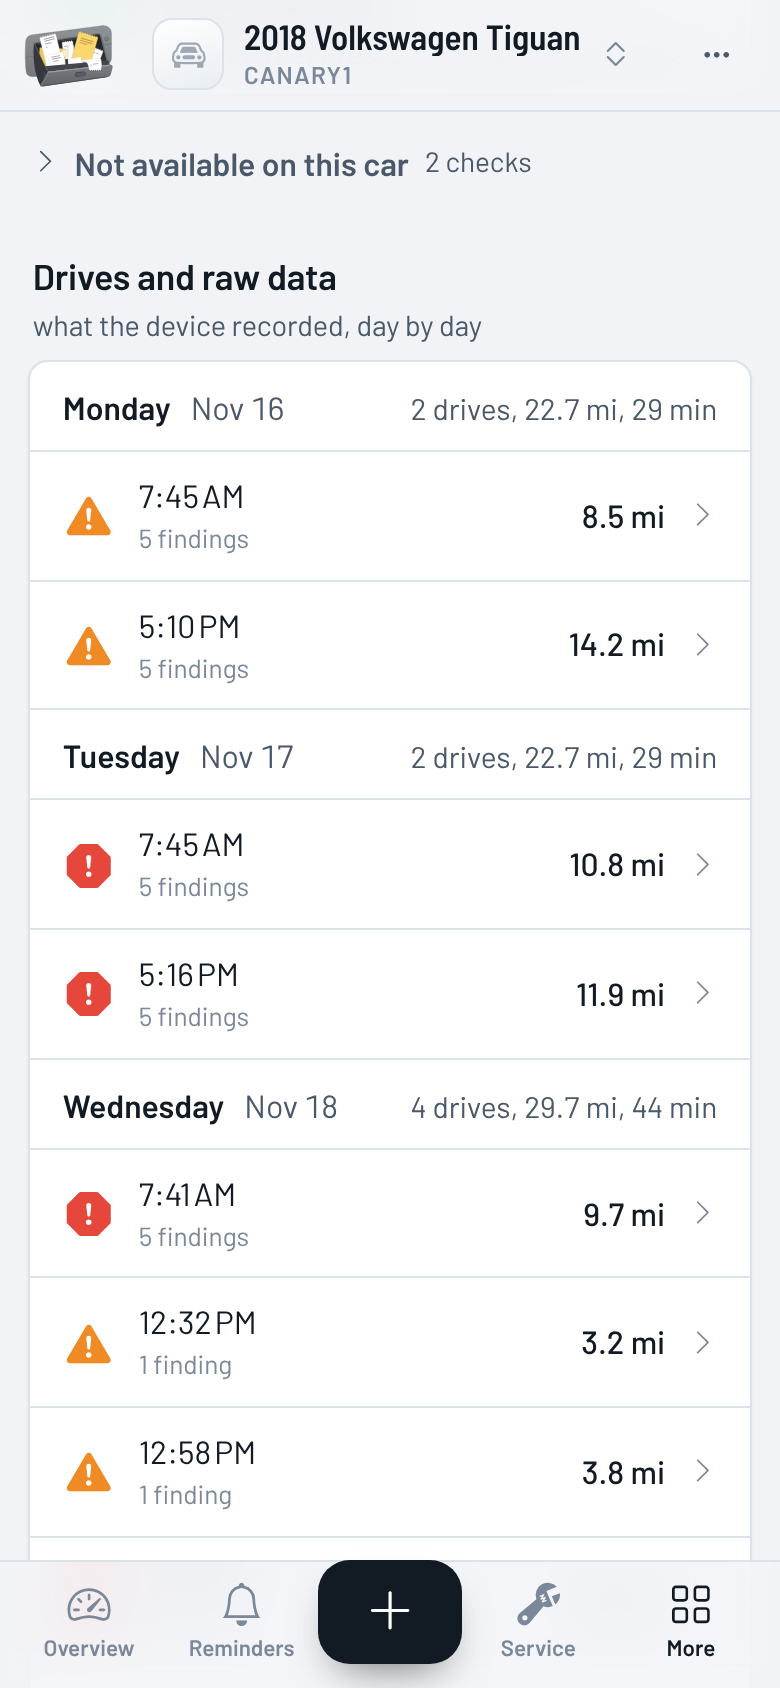 2018 Volkswagen Tiguan
CANARY1
Not available on this car 2 checks
Drives and raw data
what the device recorded, day by day
Monday Nov 16 2 drives, 22.7 mi, 29 min
7:45 AM
5 findings
8.5 mi
5:10 PM
5 findings
14.2 mi
Tuesday Nov 17 2 drives, 22.7 mi, 29 min
7:45 AM
5 findings
10.8 mi
5:16 PM
5 findings
11.9 mi
Wednesday Nov 18 4 drives, 29.7 mi, 44 min
7:41 AM
5 findings
9.7 mi
12:32 PM
1 finding
3.2 mi
12:58 PM
1 finding
3.8 mi
Overview Reminders Service More